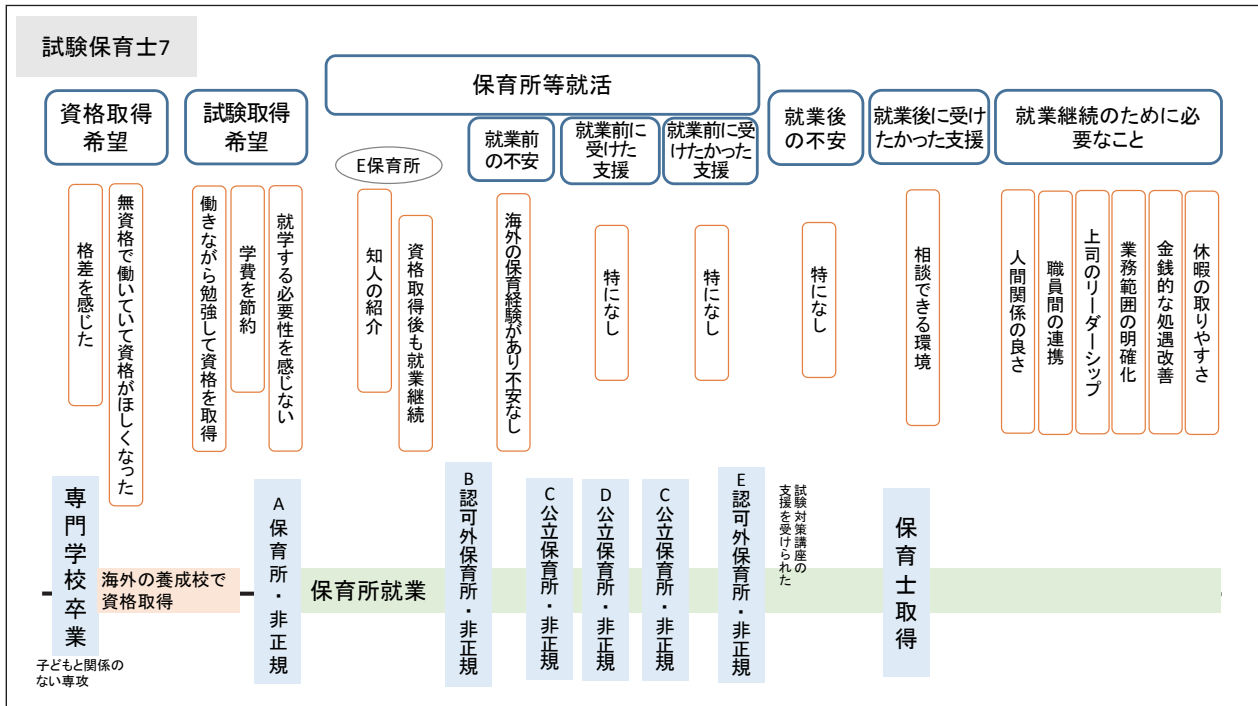 試験保育士7
資格取得
希望
試験取得
希望
保育所等就活
就業前
の不安
就業前に
受けた
支援
就業前に受
けたかった
支援
就業後
の不安
就業後に受け
たかった支援
就業継続のために必
要なこと
E保育所
格差を感じた
無資格で働いていて資格がほしくなった
働きながら勉強して資格を取得
学費を節約
就学する必要性を感じない
知人の紹介
資格取得後も就業継続
海外の保育経験があり不安なし
特になし
特になし
特になし
相談できる環境
人間関係の良さ
職員間の連携
上司のリーダーシップ
業務範囲の明確化
金銭的な処遇改善
休暇の取りやすさ
専門学校卒業
子どもと関係の
ない専攻
海外の養成校で
資格取得
A保育所・非正規
保育所就業
B認可外保育所・非正規
C公立保育所・非正規
D公立保育所・非正規
C公立保育所・非正規
E認可外保育所・非正規
試験対策講座の
支援を受けられた
保育士取得